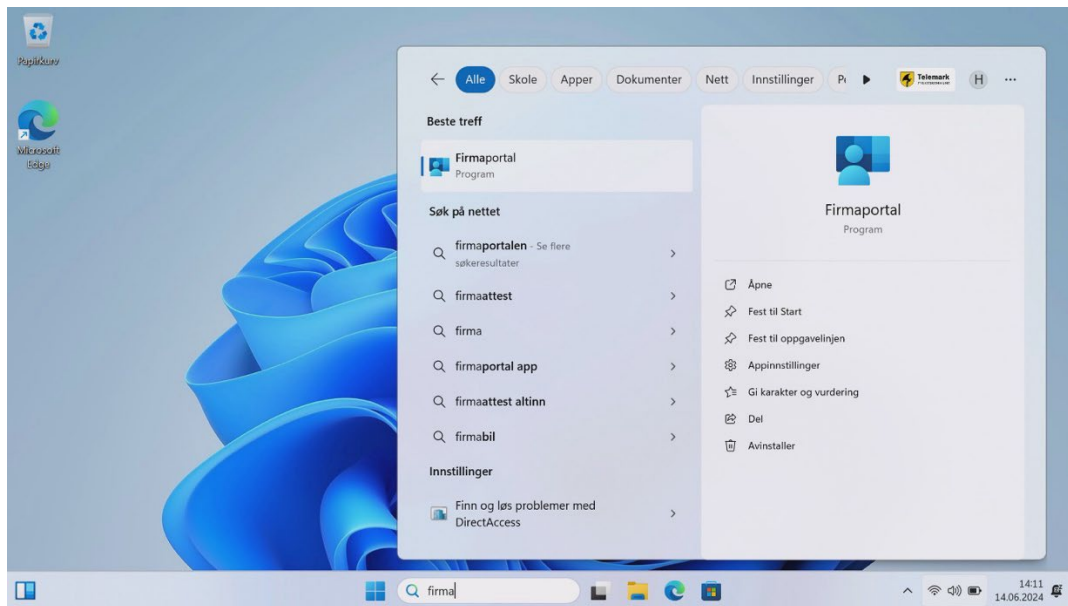 Papirkurv
Microsoft
Edge
Alle
Skole
Apper
Dokumenter
Nett
Innstillinger
Telemark
H
Beste treff
Firmaportal
Program
Søk på nettet
firmaportalen - Se flere
søkeresultater
firmaattest
firma
firmaportal app
firmaattest altinn
firmabil
Innstillinger
Finn og løs problemer med
DirectAccess
Firmaportal
Program
Åpne
Fest til Start
Fest til oppgavelinjen
Appinnstillinger
Gi karakter og vurdering
Del
Avinstaller
firma
14:11
14.06.2024